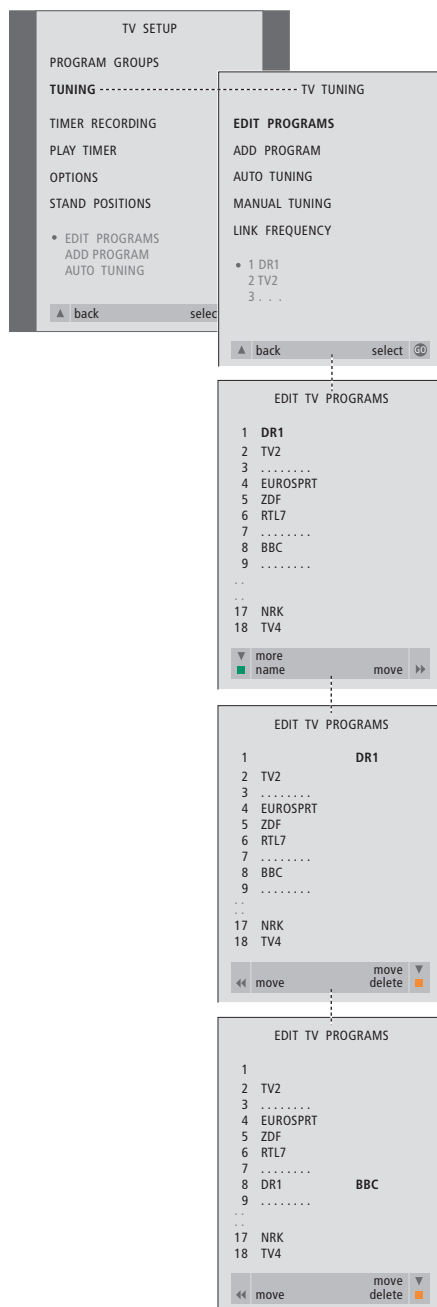 TV SETUP
PROGRAM GROUPS
TUNING
TIMER RECORDING
PLAY TIMER
OPTIONS
STAND POSITIONS
• EDIT PROGRAMS
ADD PROGRAM
AUTO TUNING
▲ back selec
TV TUNING
EDIT PROGRAMS
ADD PROGRAM
AUTO TUNING
MANUAL TUNING
LINK FREQUENCY
• 1 DR1
2 TV2
3 . . .
▲ back select GO
EDIT TV PROGRAMS
1 DR1
2 TV2
3 . . . . . . . .
4 EUROSPRT
5 ZDF
6 RTL7
7 . . . . . . . .
8 BBC
9 . . . . . . . .
. .
. .
17 NRK
18 TV4
▼ more
name move ▶▶
EDIT TV PROGRAMS
1 DR1
2 TV2
3 . . . . . . . .
4 EUROSPRT
5 ZDF
6 RTL7
7 . . . . . . . .
8 BBC
9 . . . . . . . .
. .
. .
17 NRK
18 TV4
move ▼
◀◀ move delete
EDIT TV PROGRAMS
1
2 TV2
3 . . . . . . . .
4 EUROSPRT
5 ZDF
6 RTL7
7 . . . . . . . .
8 DR1 BBC
9 . . . . . . . .
. .
. .
17 NRK
18 TV4
move ▼
◀◀ move delete